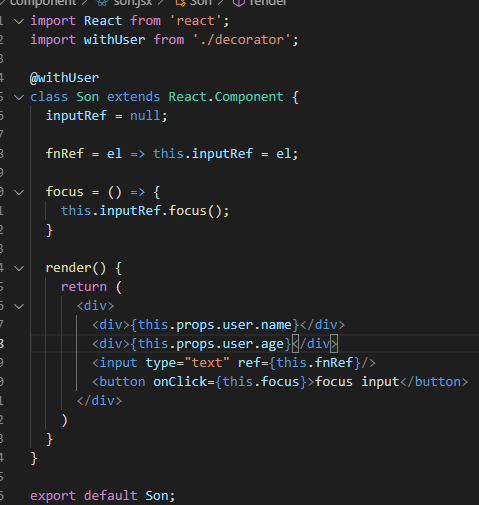 component > son.jsx > Son > render
1 import React from 'react';
2 import withUser from './decorator';
3
4 @withUser
5 class Son extends React.Component {
6 inputRef = null;
7
8 fnRef = el => this.inputRef = el;
9
0 focus = () => {
1 this.inputRef.focus();
2 }
3
4 render() {
5 return (
6 <div>
7 <div>{this.props.user.name}</div>
8 <div>{this.props.user.age}</div>
9 <input type="text" ref={this.fnRef}/>
0 <button onClick={this.focus}>focus input</button>
1 </div>
2 )
3 }
4 }
5
6 export default Son;